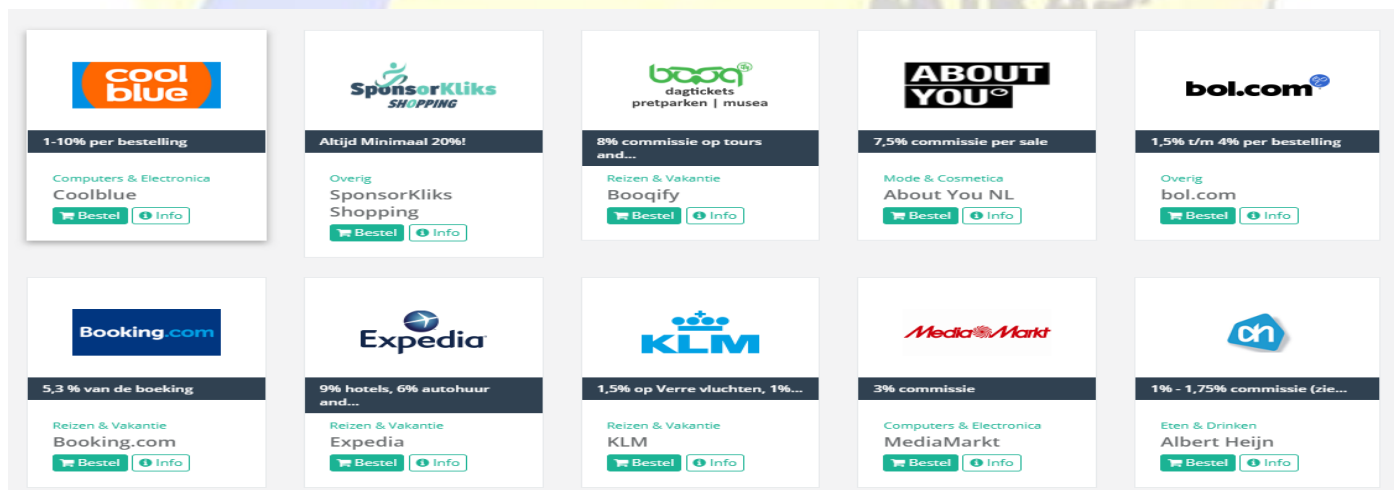 cool
blue
SponsorKliks
SHOPPING
booq
dagtickets
pretparken | musea
ABOUT
YOU°
bol.com
1-10% per bestelling
Altijd Minimaal 20%!
8% commissie op tours
and...
7,5% commissie per sale
1,5% t/m 4% per bestelling
Computers & Electronica
Coolblue
Bestel Info
Overig
SponsorKliks
Shopping
Bestel Info
Reizen & Vakantie
Booqify
Bestel Info
Mode & Cosmetica
About You NL
Bestel Info
Overig
bol.com
Bestel Info
Booking.com
Expedia
KLM
MediaMarkt
ah
5,3 % van de boeking
9% hotels, 6% autohuur
and...
1,5% op Verre vluchten, 1%...
3% commissie
1% - 1,75% commissie (zie...
Reizen & Vakantie
Booking.com
Bestel Info
Reizen & Vakantie
Expedia
Bestel Info
Reizen & Vakantie
KLM
Bestel Info
Computers & Electronica
MediaMarkt
Bestel Info
Eten & Drinken
Albert Heijn
Bestel Info